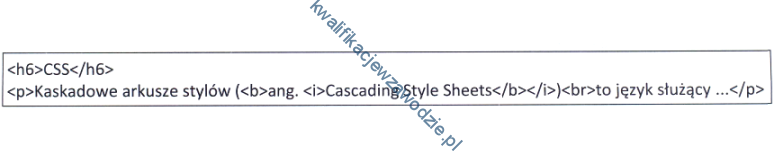 <h6>CSS</h6>
<p>Kaskadowe arkusze stylów (<b>ang. <i>Cascading Style Sheets</b></i>)<br>to język służący ...</p>
kwalifikacjewzawodzie.pl